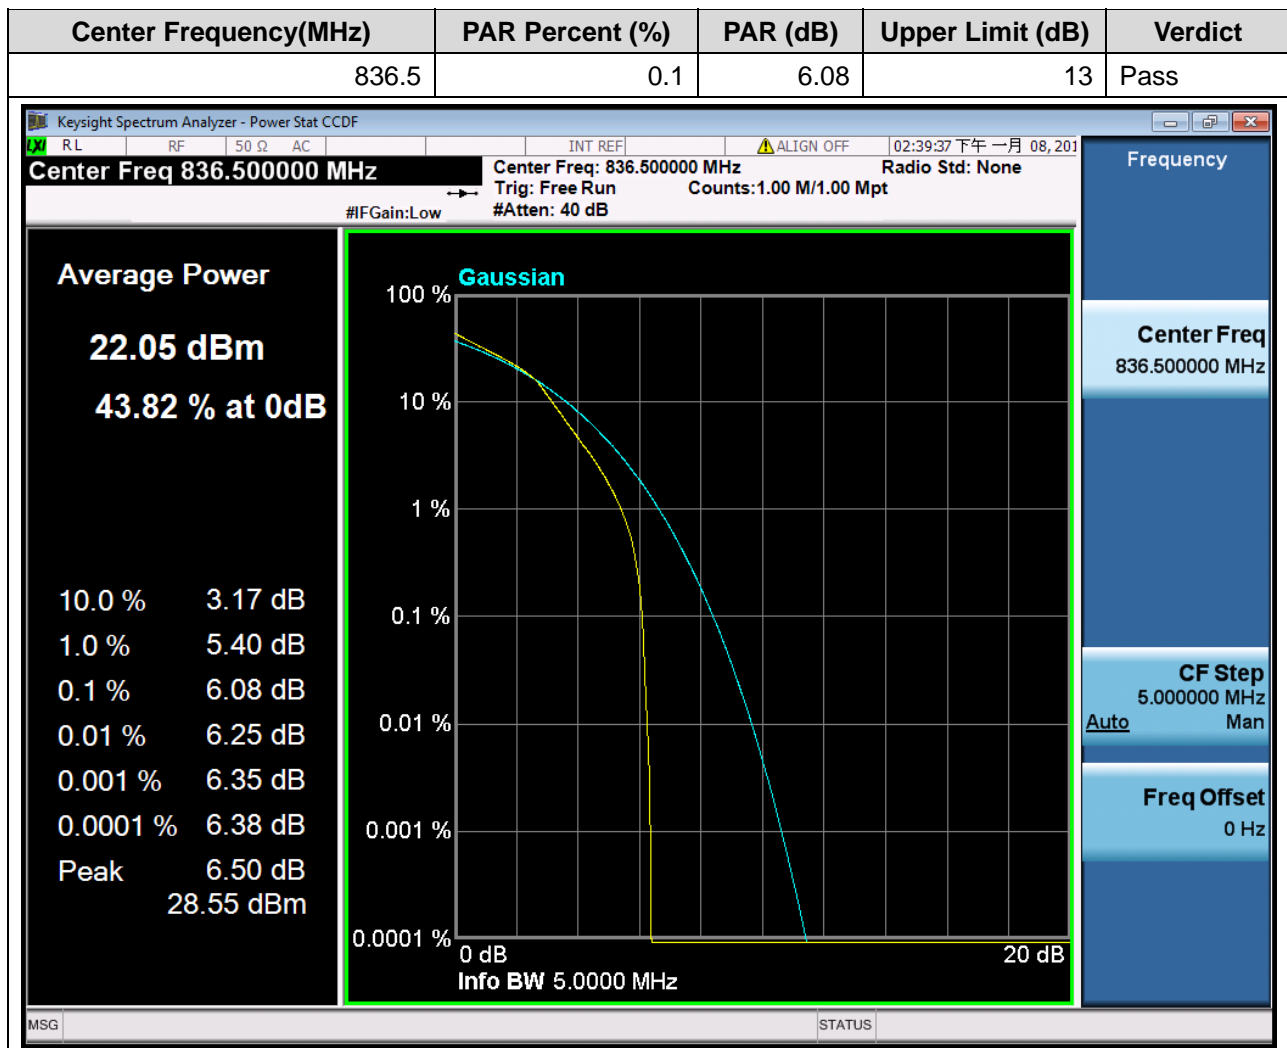 Center Frequency(MHz) PAR Percent (%) PAR (dB) Upper Limit (dB) Verdict
836.5 0.1 6.08 13 Pass
Keysight Spectrum Analyzer - Power Stat CCDF
LXI RL RF 50 Ω AC INT REF ALIGN OFF 02:39:37 下午 一月 08, 201
Center Freq 836.500000 MHz
Center Freq: 836.500000 MHz Radio Std: None
Trig: Free Run Counts:1.00 M/1.00 Mpt
#IFGain:Low #Atten: 40 dB
Frequency
Average Power
22.05 dBm
43.82 % at 0dB
10.0 % 3.17 dB
1.0 % 5.40 dB
0.1 % 6.08 dB
0.01 % 6.25 dB
0.001 % 6.35 dB
0.0001 % 6.38 dB
Peak 6.50 dB
28.55 dBm
Gaussian
100 %
10 %
1 %
0.1 %
0.01 %
0.001 %
0.0001 %
0 dB 20 dB
Info BW 5.0000 MHz
Center Freq
836.500000 MHz
CF Step
5.000000 MHz
Auto Man
Freq Offset
0 Hz
MSG STATUS